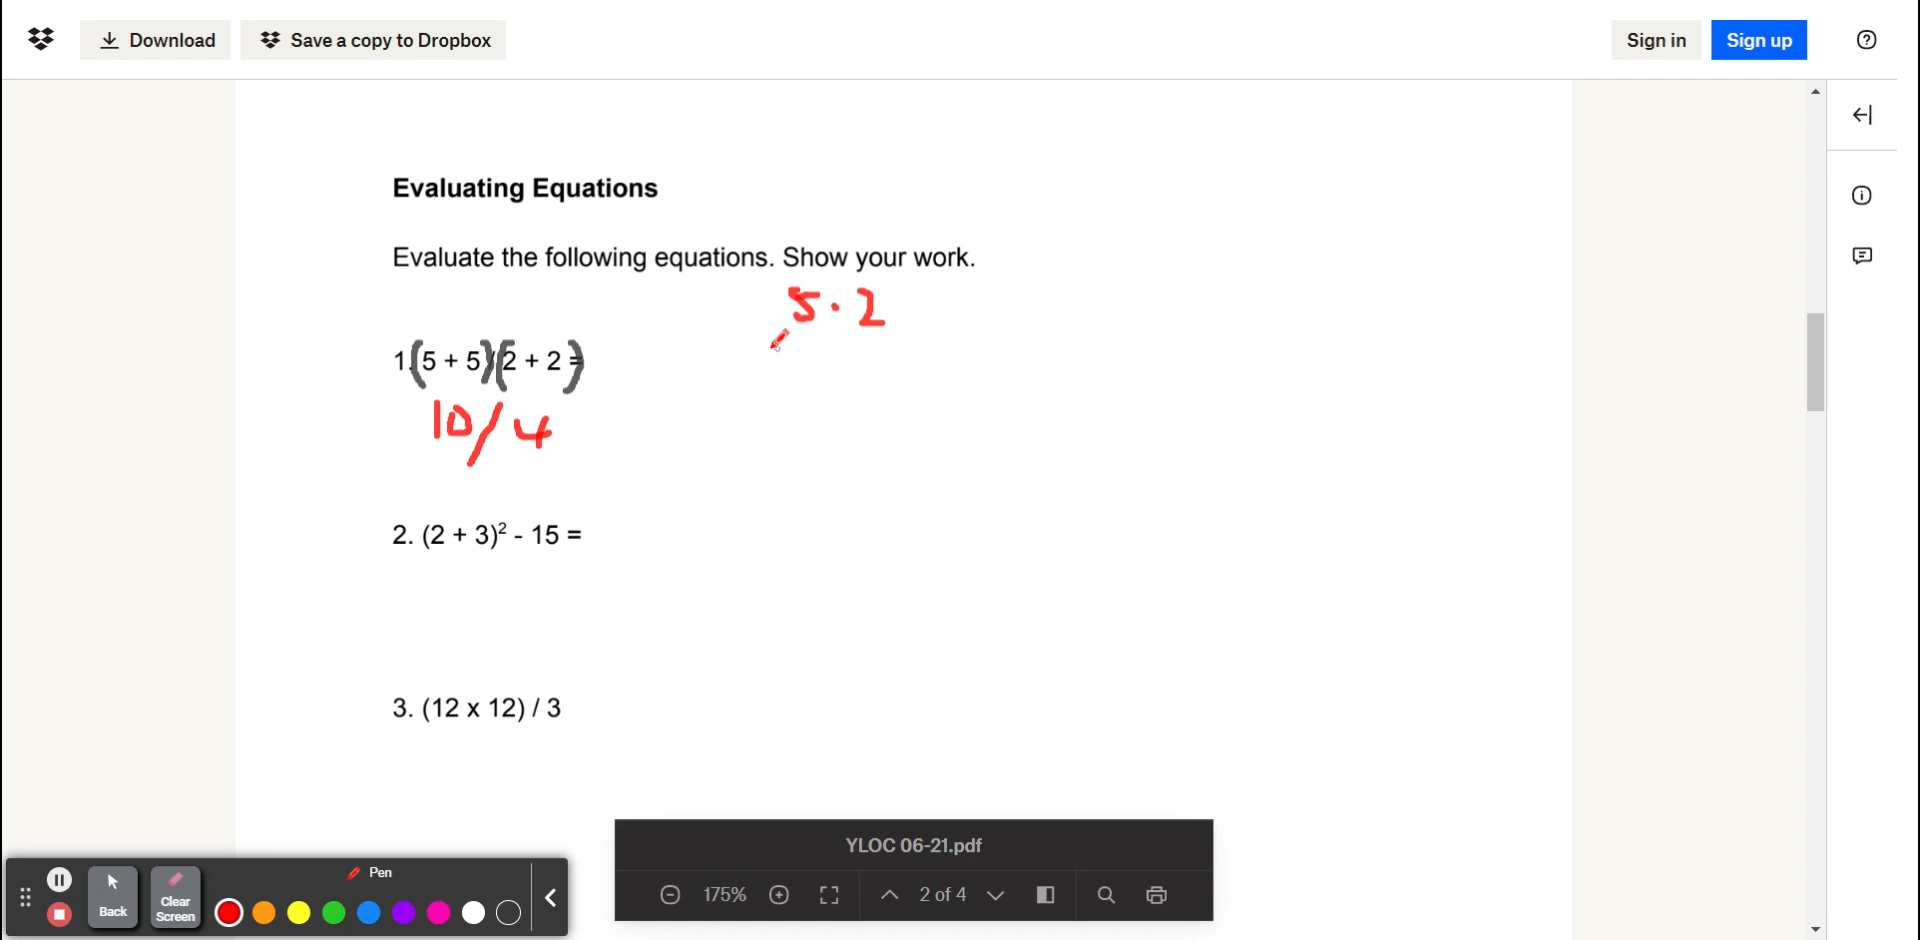 Download Save a copy to Dropbox Sign in Sign up
Evaluating Equations
Evaluate the following equations. Show your work.
5 · 2
1.(5 + 5)/(2 + 2 =)
10/4
2. (2 + 3)² - 15 =
3. (12 x 12) / 3
YLOC 06-21.pdf
175% 2 of 4
Pen
Back
Clear
Screen